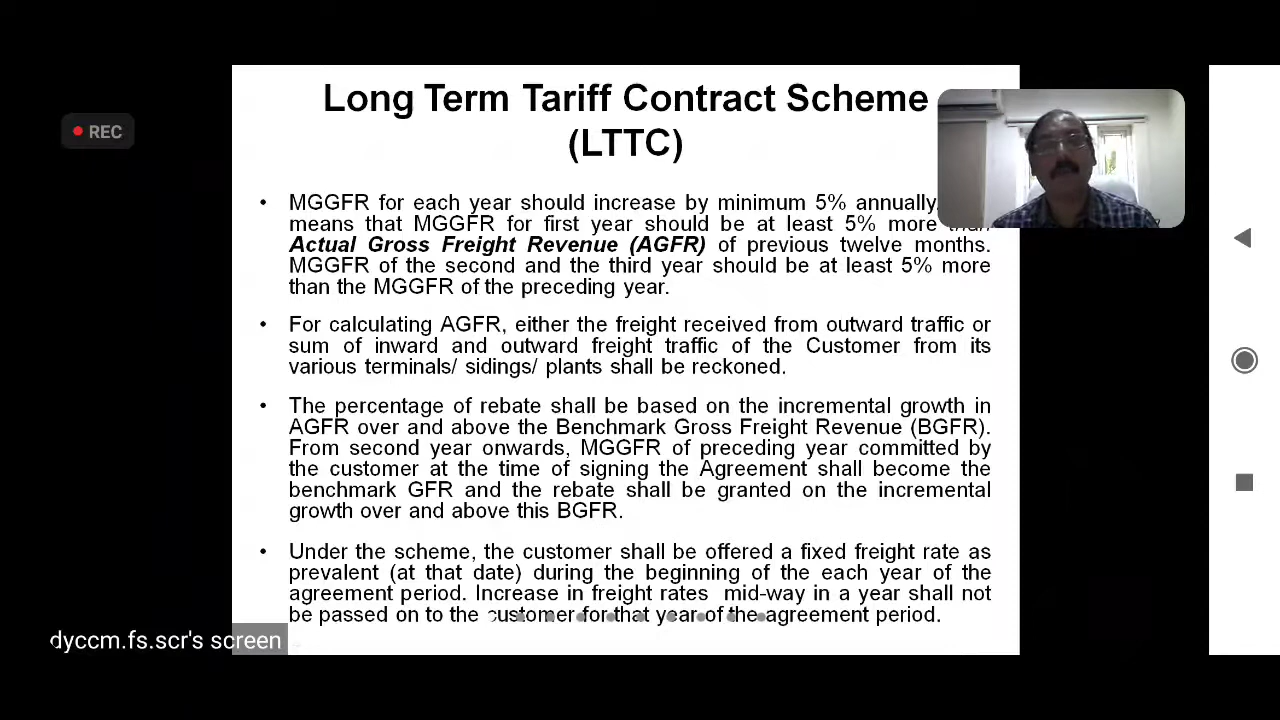 Long Term Tariff Contract Scheme
(LTTC)
REC
• MGGFR for each year should increase by minimum 5% annually,
means that MGGFR for first year should be at least 5% more than
Actual Gross Freight Revenue (AGFR) of previous twelve months.
MGGFR of the second and the third year should be at least 5% more
than the MGGFR of the preceding year.
• For calculating AGFR, either the freight received from outward traffic or
sum of inward and outward freight traffic of the Customer from its
various terminals/ sidings/ plants shall be reckoned.
• The percentage of rebate shall be based on the incremental growth in
AGFR over and above the Benchmark Gross Freight Revenue (BGFR).
From second year onwards, MGGFR of preceding year committed by
the customer at the time of signing the Agreement shall become the
benchmark GFR and the rebate shall be granted on the incremental
growth over and above this BGFR.
• Under the scheme, the customer shall be offered a fixed freight rate as
prevalent (at that date) during the beginning of the each year of the
agreement period. Increase in freight rates mid-way in a year shall not
be passed on to the customer for that year of the agreement period.
dyccm.fs.scr's screen